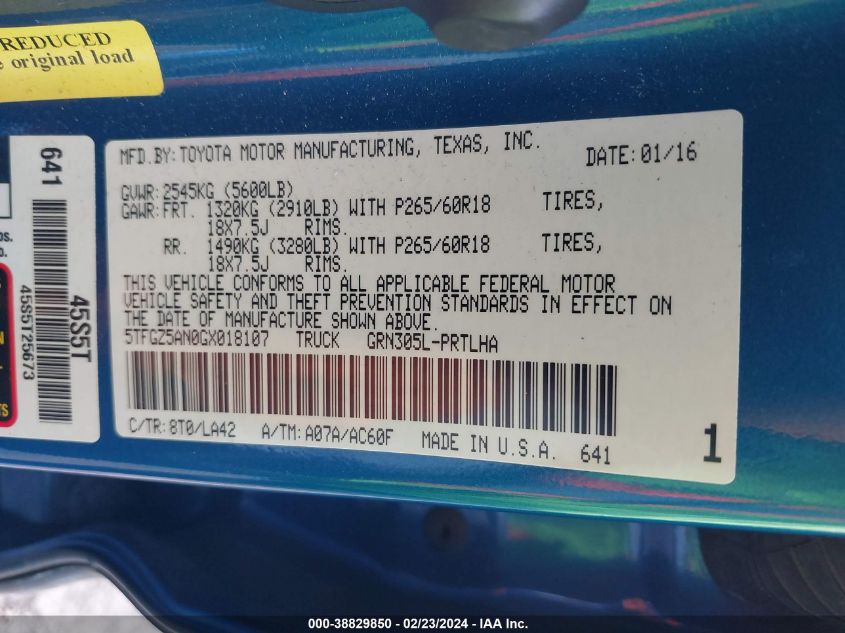 REDUCED
original load
641
45S5T
45S5T25673
MFD.BY: TOYOTA MOTOR MANUFACTURING, TEXAS, INC. DATE: 01/16
GVWR: 2545KG (5600LB)
GAWR: FRT. 1320KG (2910LB) WITH P265/60R18 TIRES,
18X7.5J RIMS.
RR. 1490KG (3280LB) WITH P265/60R18 TIRES,
18X7.5J RIMS.
THIS VEHICLE CONFORMS TO ALL APPLICABLE FEDERAL MOTOR
VEHICLE SAFETY AND THEFT PREVENTION STANDARDS IN EFFECT ON
THE DATE OF MANUFACTURE SHOWN ABOVE.
5TFGZ5AN0GX018107 TRUCK GRN305L-PRTLHA
C/TR: 8T0/LA42 A/TM: A07A/AC60F MADE IN U.S.A. 641
1
000-38829850 - 02/23/2024 - IAA Inc.